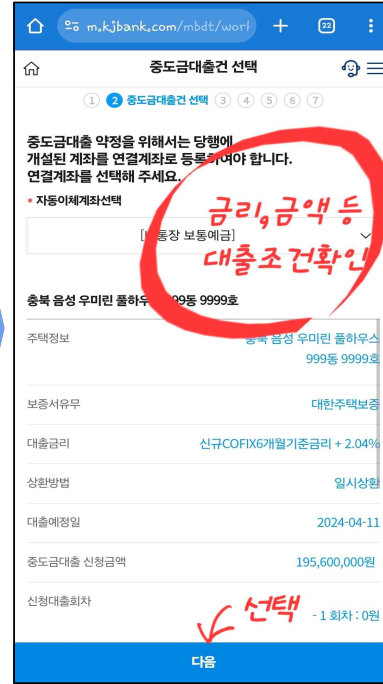 m.kjbank.com/mbdt/worl
22
중도금대출건 선택
1 2 중도금대출건 선택 3 4 5 6 7
중도금대출 약정을 위해서는 당행에
개설된 계좌를 연결계좌로 등록하여야 합니다.
연결계좌를 선택해 주세요.
* 자동이체계좌선택
금리,금액 등
통장 보통예금]
대출조건확인
충북 음성 우미린 풀하우 99동 9999호
주택정보
충북 음성 우미린 풀하우스
999동 9999호
보증서유무
대한주택보증
대출금리
신규COFIX6개월기준금리 + 2.04%
상환방법
일시상환
대출예정일
2024-04-11
중도금대출 신청금액
195,600,000원
신청대출회차
선택
- 1 회차 : 0원
다음